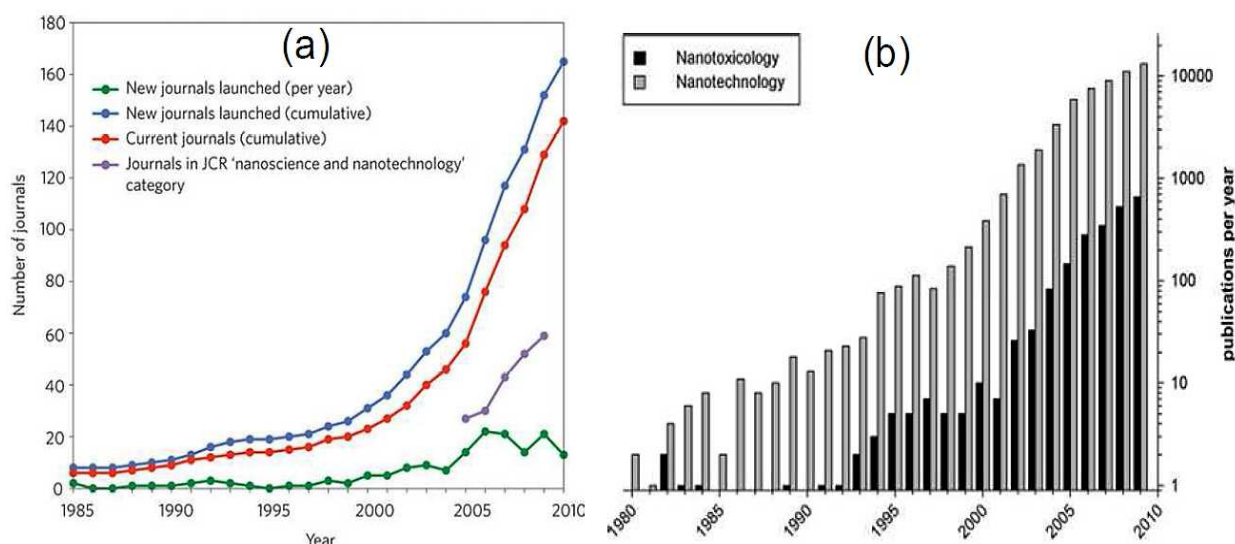 (a)
New journals launched (per year)
New journals launched (cumulative)
Current journals (cumulative)
Journals in JCR 'nanoscience and nanotechnology'
category
Number of journals
180
160
140
120
100
80
60
40
20
0
1985
1990
1995
2000
2005
2010
Year
(b)
Nanotoxicology
Nanotechnology
10000
1000
100
10
1
publications per year
1980
1985
1990
1995
2000
2005
2010